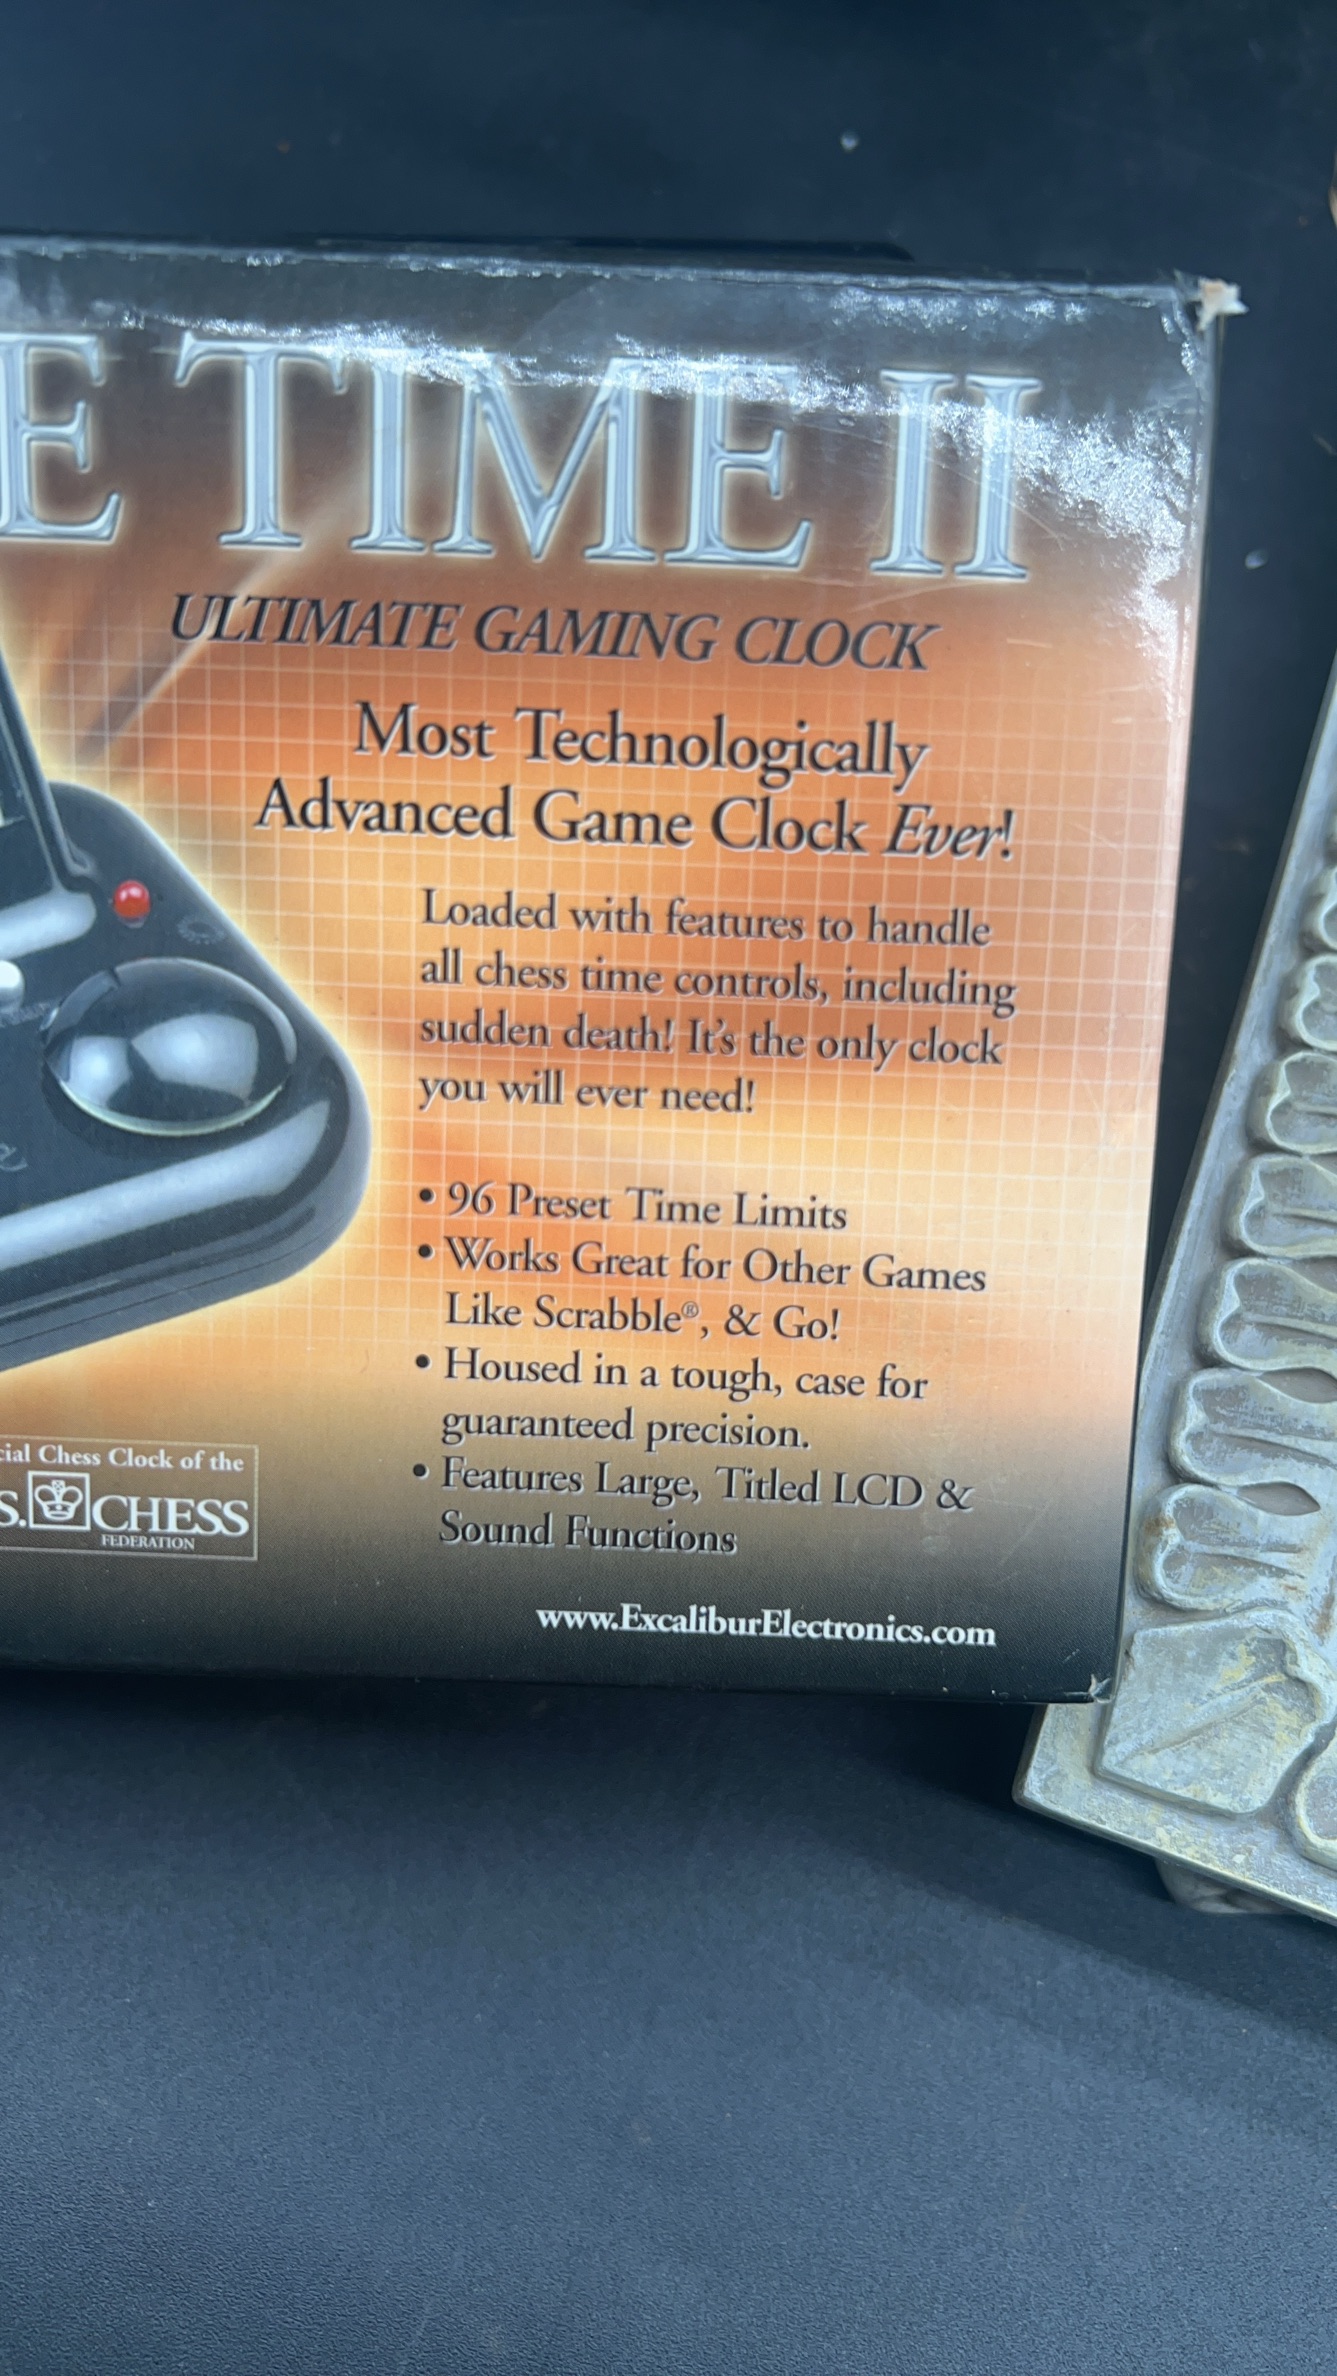 E TIME II
ULTIMATE GAMING CLOCK
Most Technologically
Advanced Game Clock Ever!
Loaded with features to handle
all chess time controls, including
sudden death! It's the only clock
you will ever need!
• 96 Preset Time Limits
• Works Great for Other Games
Like Scrabble®, & Go!
• Housed in a tough, case for
guaranteed precision.
• Features Large, Titled LCD &
Sound Functions
cial Chess Clock of the
S. CHESS
FEDERATION
www.ExcaliburElectronics.com